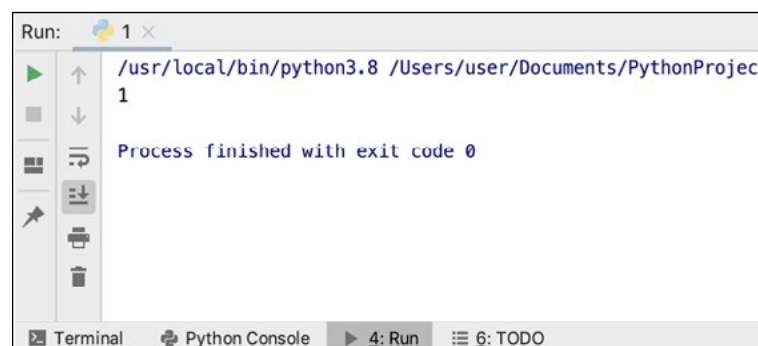 Run: 1
/usr/local/bin/python3.8 /Users/user/Documents/PythonProjec
1
Process finished with exit code 0
Terminal Python Console 4: Run 6: TODO